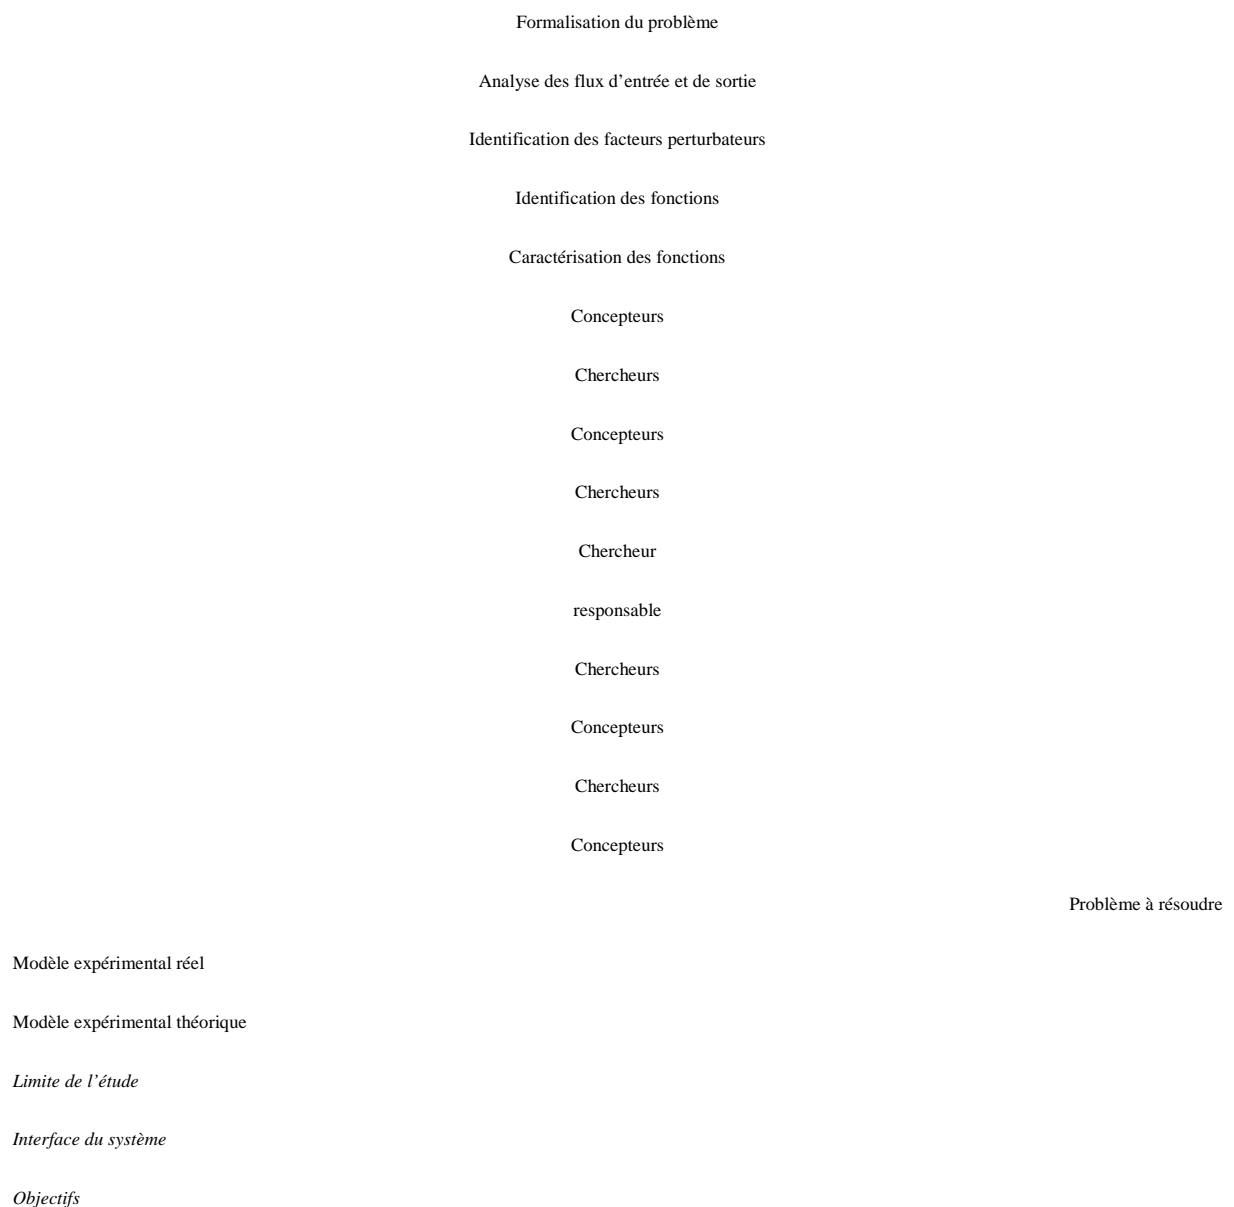 Formalisation du problème
Analyse des flux d’entrée et de sortie
Identification des facteurs perturbateurs
Identification des fonctions
Caractérisation des fonctions
Concepteurs
Chercheurs
Concepteurs
Chercheurs
Chercheur
responsable
Chercheurs
Concepteurs
Chercheurs
Concepteurs
Problème à résoudre
Modèle expérimental réel
Modèle expérimental théorique
Limite de l’étude
Interface du système
Objectifs